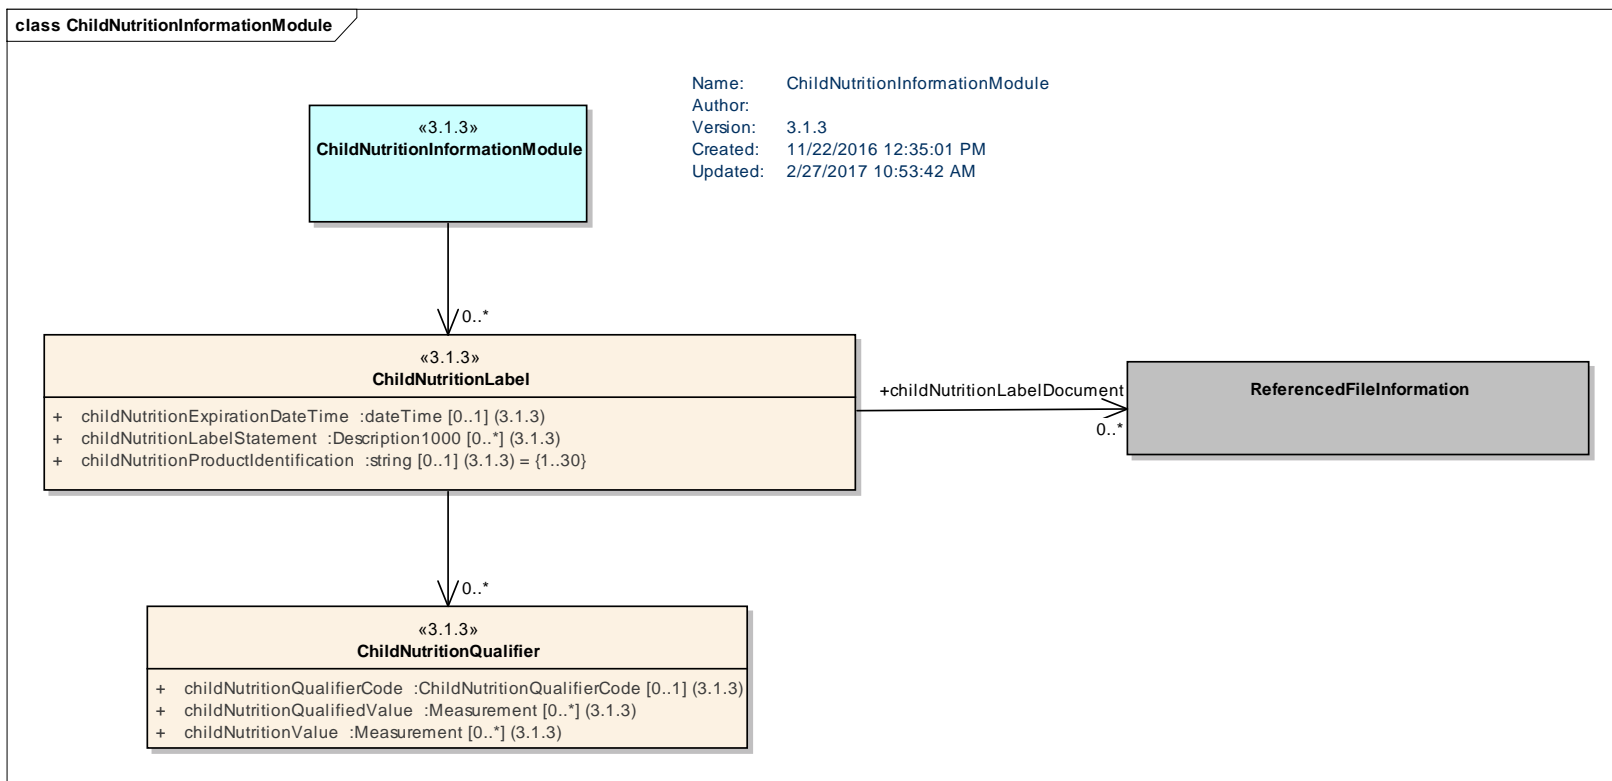 class ChildNutritionInformationModule
Name: ChildNutritionInformationModule
Author:
Version: 3.1.3
Created: 11/22/2016 12:35:01 PM
Updated: 2/27/2017 10:53:42 AM
«3.1.3»
ChildNutritionInformationModule
0..*
«3.1.3»
ChildNutritionLabel
+ childNutritionExpirationDateTime :dateTime [0..1] (3.1.3)
+ childNutritionLabelStatement :Description1000 [0..*] (3.1.3)
+ childNutritionProductIdentification :string [0..1] (3.1.3) = {1..30}
+childNutritionLabelDocument
0..*
ReferencedFileInformation
0..*
«3.1.3»
ChildNutritionQualifier
+ childNutritionQualifierCode :ChildNutritionQualifierCode [0..1] (3.1.3)
+ childNutritionQualifiedValue :Measurement [0..*] (3.1.3)
+ childNutritionValue :Measurement [0..*] (3.1.3)